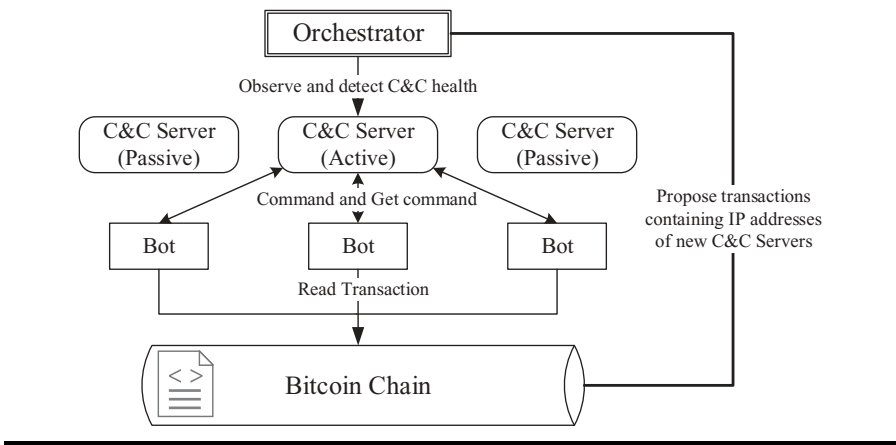 Orchestrator
Observe and detect C&C health
C&C Server
(Passive)
C&C Server
(Active)
C&C Server
(Passive)
Command and Get command
Propose transactions
containing IP addresses
of new C&C Servers
Bot
Bot
Bot
Read Transaction
< >
Bitcoin Chain